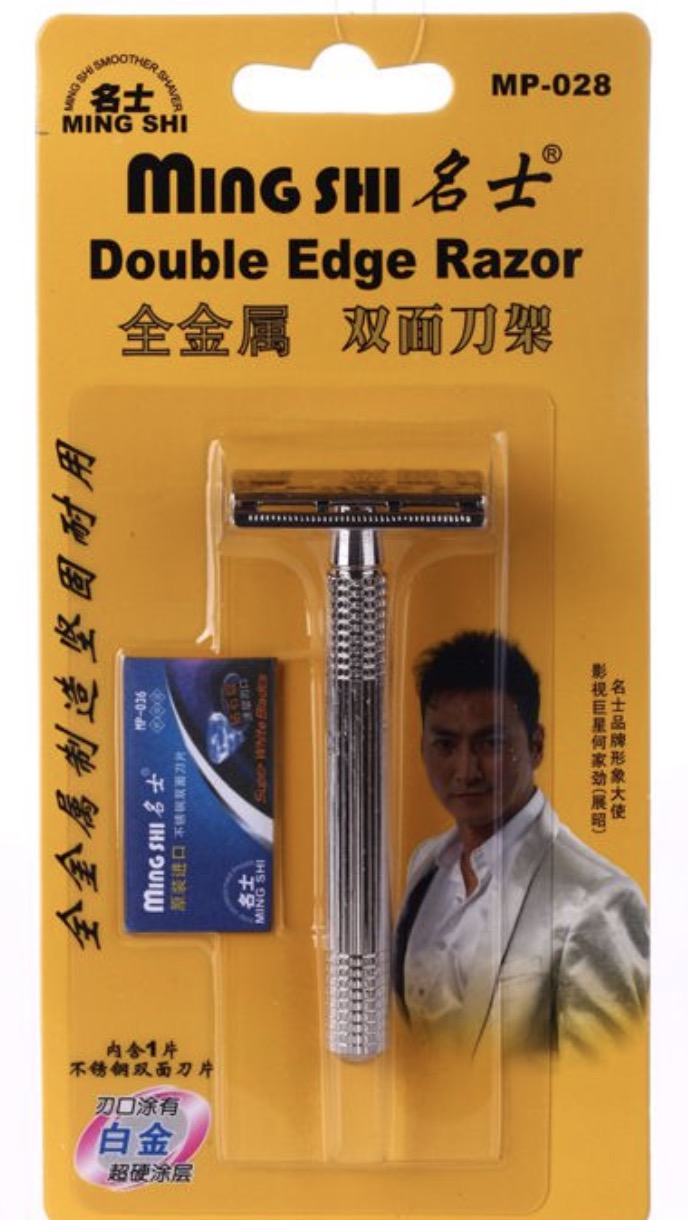 MING SHI SMOOTHER SHAVER
名士
MING SHI
MP-028
MING SHI 名士®
Double Edge Razor
全金属 双面刀架
全金属制造坚固耐用
MP-036
MING SHI 名士®
原装进口 不锈钢双面刀片
Super White Blades
名士
MING SHI
名士品牌形象大使
影视巨星何家劲(展昭)
内含1片
不锈钢双面刀片
刃口涂有
白金
超硬涂层